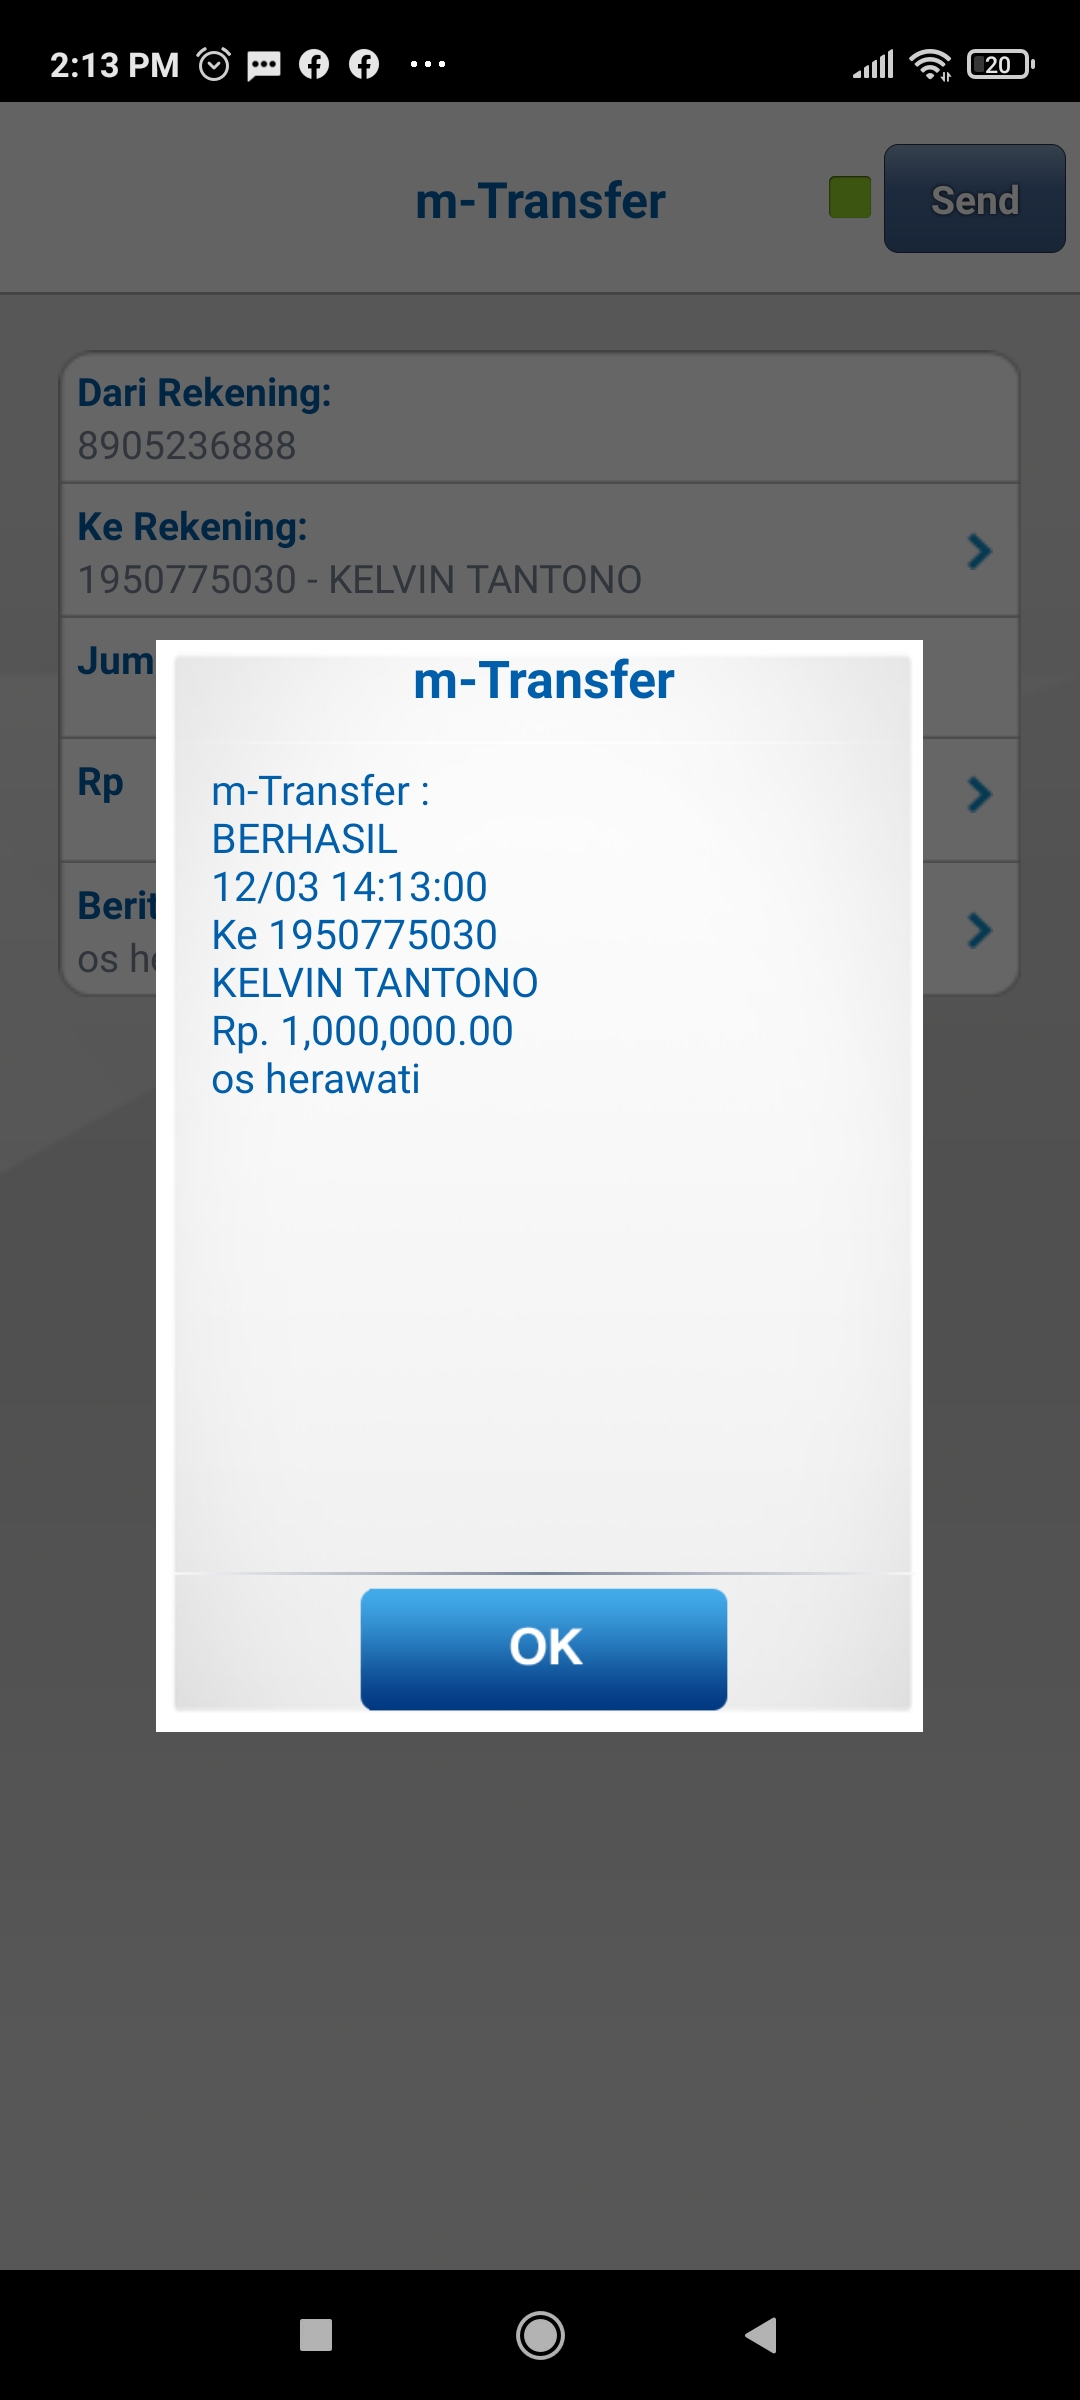 2:13 PM
20
m-Transfer
Send
Dari Rekening:
8905236888
Ke Rekening:
1950775030 - KELVIN TANTONO
Jum
Rp
Berit
os he
m-Transfer
m-Transfer :
BERHASIL
12/03 14:13:00
Ke 1950775030
KELVIN TANTONO
Rp. 1,000,000.00
os herawati
OK